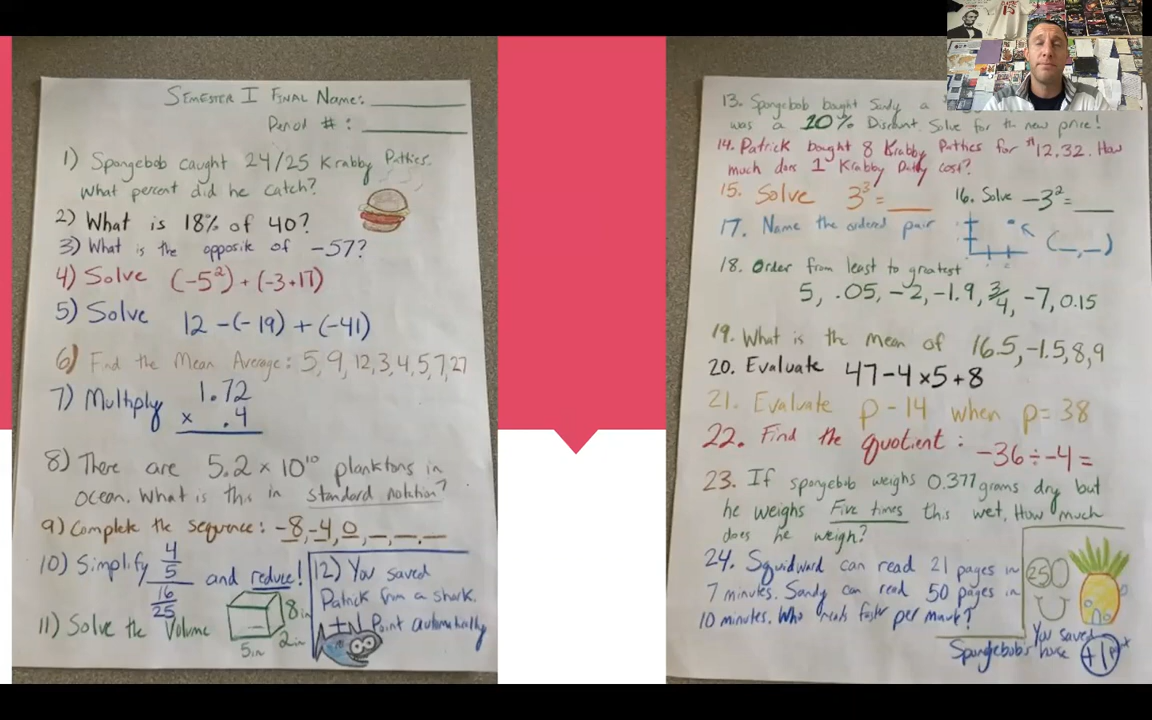 SEMESTER I FINAL Name: ________
Period # : ________
1) Spongebob caught 24/25 Krabby Patties.
What percent did he catch?
2) What is 18% of 40?
3) What is the opposite of -57?
4) Solve (-5²) + (-3+17)
5) Solve 12 -(-19) + (-41)
6) Find the Mean Average: 5, 9, 12, 3, 4, 5, 7, 27
7) Multiply 1.72
x .4
8) There are 5.2 x 10¹⁰ planktons in
ocean. What is this in standard notation?
9) Complete the sequence: -8, -4, 0, _, _, _
10) Simplify 4/5 / 16/25 and reduce!
11) Solve the Volume
8in
2in
5in
12) You saved
Patrick from a shark.
Point automatically
13. Spongebob bought Sandy a
was a 10% Discount. Solve for the new price!
14. Patrick bought 8 Krabby Patties for $12.32. How
much does 1 Krabby Patty cost?
15. Solve 3³ = ____ 16. Solve -3² = ____
17. Name the ordered pair (_,_)
18. Order from least to greatest
5, .05, -2, -1.9, 3/4, -7, 0.15
19. What is the mean of 16.5, -1.5, 8, 9
20. Evaluate 47-4x5+8
21. Evaluate p-14 when p=38
22. Find the quotient: -36÷-4=
23. If spongebob weighs 0.377 grams dry but
he weighs Five times this wet. How much
does he weigh?
24. Squidward can read 21 pages in
7 minutes. Sandy can read 50 pages in
10 minutes. Who reads faster per minute?
250
You saved
Spongebob's house +1